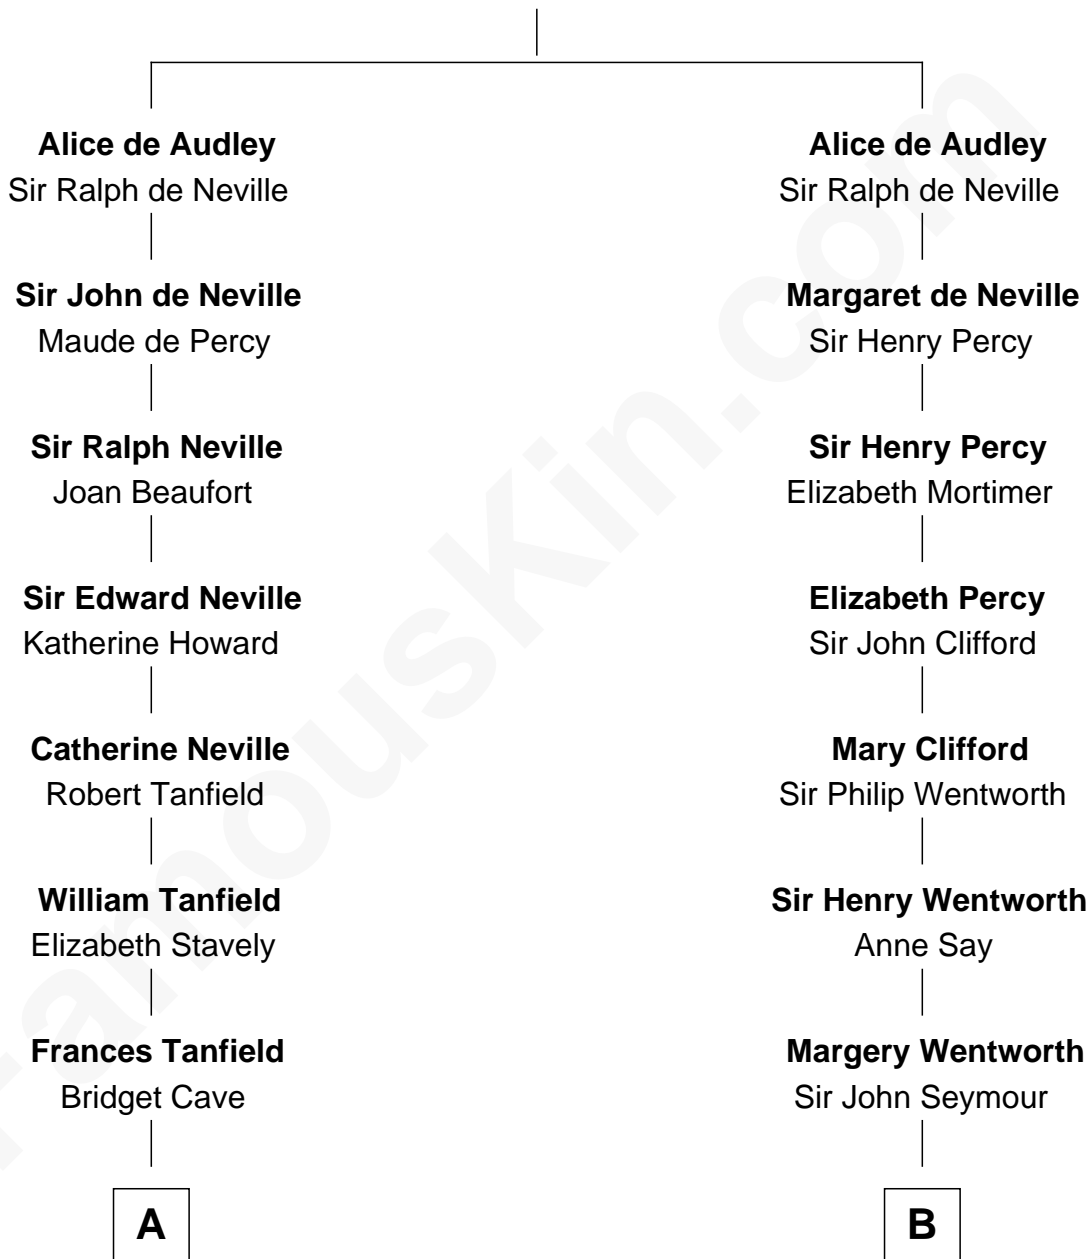 Alice de Audley
Sir Ralph de Neville
Sir John de Neville
Maude de Percy
Sir Ralph Neville
Joan Beaufort
Sir Edward Neville
Katherine Howard
Catherine Neville
Robert Tanfield
William Tanfield
Elizabeth Stavely
Frances Tanfield
Bridget Cave
A
Alice de Audley
Sir Ralph de Neville
Margaret de Neville
Sir Henry Percy
Sir Henry Percy
Elizabeth Mortimer
Elizabeth Percy
Sir John Clifford
Mary Clifford
Sir Philip Wentworth
Sir Henry Wentworth
Anne Say
Margery Wentworth
Sir John Seymour
B
FamousKin.com